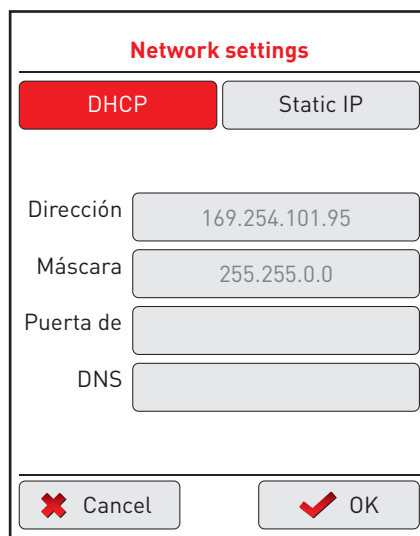 Network settings
DHCP Static IP
Dirección 169.254.101.95
Máscara 255.255.0.0
Puerta de
DNS
Cancel OK